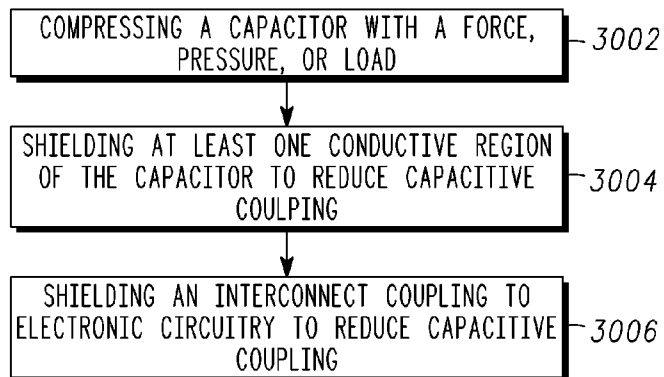 COMPRESSING A CAPACITOR WITH A FORCE,
PRESSURE, OR LOAD
3002
SHIELDING AT LEAST ONE CONDUCTIVE REGION
OF THE CAPACITOR TO REDUCE CAPACITIVE
COULPING
3004
SHIELDING AN INTERCONNECT COUPLING TO
ELECTRONIC CIRCUITRY TO REDUCE CAPACITIVE
COUPLING
3006